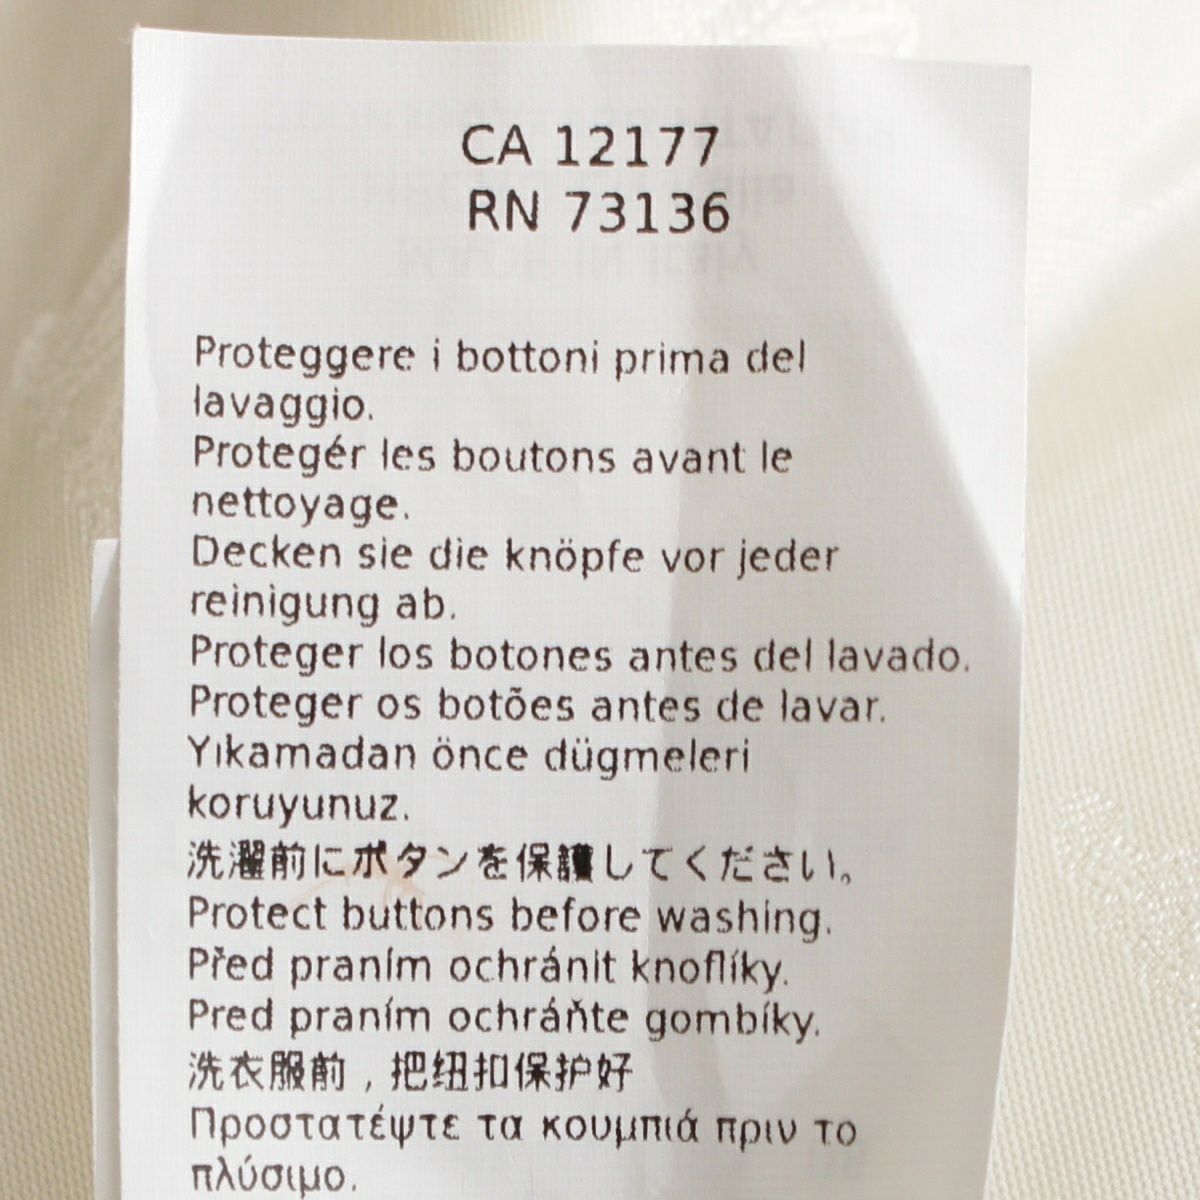 CA 12177
RN 73136
Proteggere i bottoni prima del
lavaggio.
Protegér les boutons avant le
nettoyage.
Decken sie die knöpfe vor jeder
reinigung ab.
Proteger los botones antes del lavado.
Proteger os botões antes de lavar.
Yıkamadan önce dügmeleri
koruyunuz.
洗濯前にボタンを保護してください。
Protect buttons before washing.
Před praním ochránit knoflíky.
Pred praním ochráňte gombíky.
洗衣服前，把纽扣保护好
Προστατέψτε τα κουμπιά πριν το
πλύσιμο.